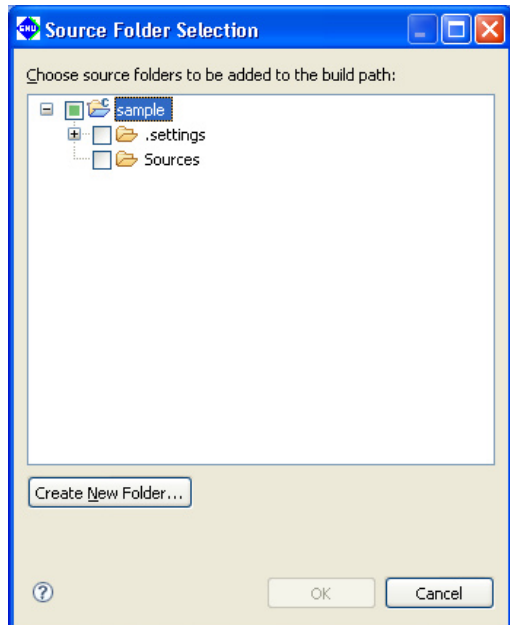 GNU Source Folder Selection
Choose source folders to be added to the build path:
C sample
.settings
Sources
Create New Folder...
?
OK
Cancel